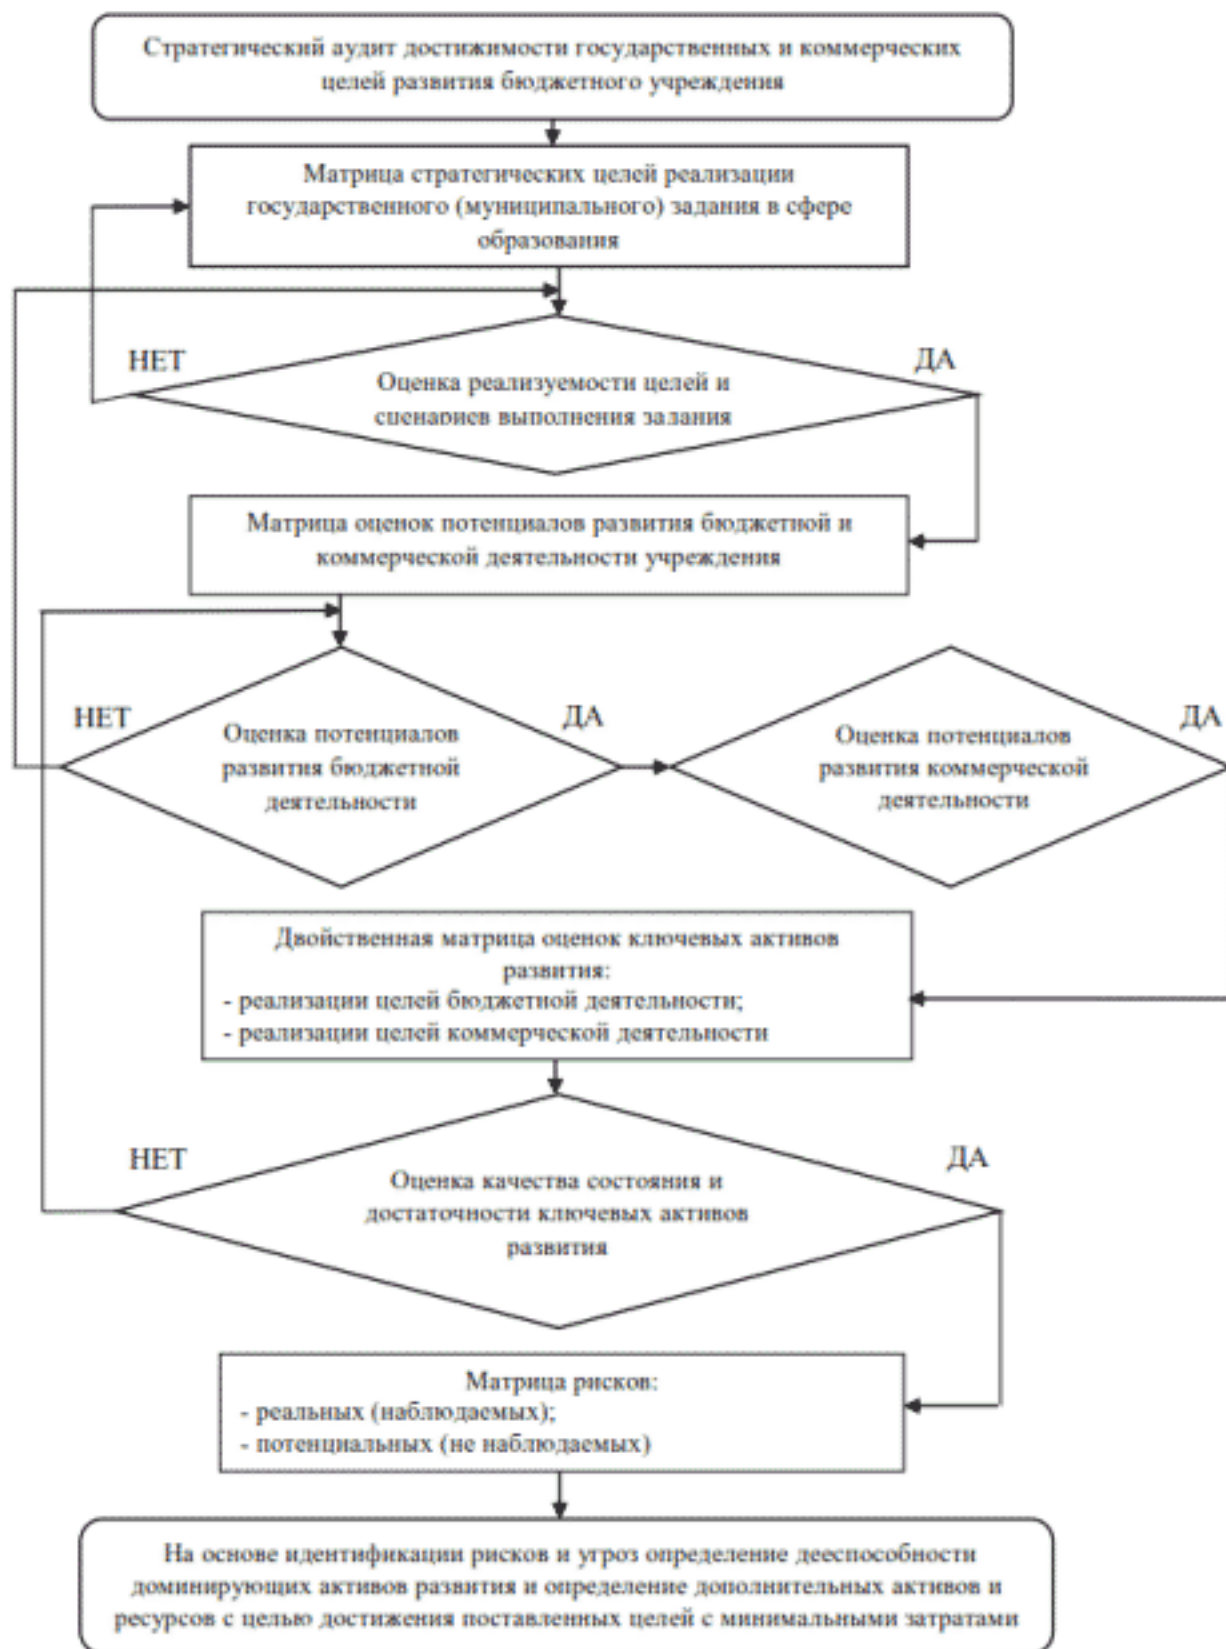 Стратегический аудит достижимости государственных и коммерческих
целей развития бюджетного учреждения
Матрица стратегических целей реализации
государственного (муниципального) задания в сфере
образования
НЕТ
ДА
Оценка реализуемости целей и
сценариев выполнения задания
Матрица оценок потенциалов развития бюджетной и
коммерческой деятельности учреждения
НЕТ
ДА
Оценка потенциалов
развития бюджетной
деятельности
ДА
Оценка потенциалов
развития коммерческой
деятельности
Двойственная матрица оценок ключевых активов
развития:
- реализации целей бюджетной деятельности;
- реализации целей коммерческой деятельности
НЕТ
ДА
Оценка качества состояния и
достаточности ключевых активов
развития
Матрица рисков:
- реальных (наблюдаемых);
- потенциальных (не наблюдаемых)
На основе идентификации рисков и угроз определение дееспособности
доминирующих активов развития и определение дополнительных активов и
ресурсов с целью достижения поставленных целей с минимальными затратами